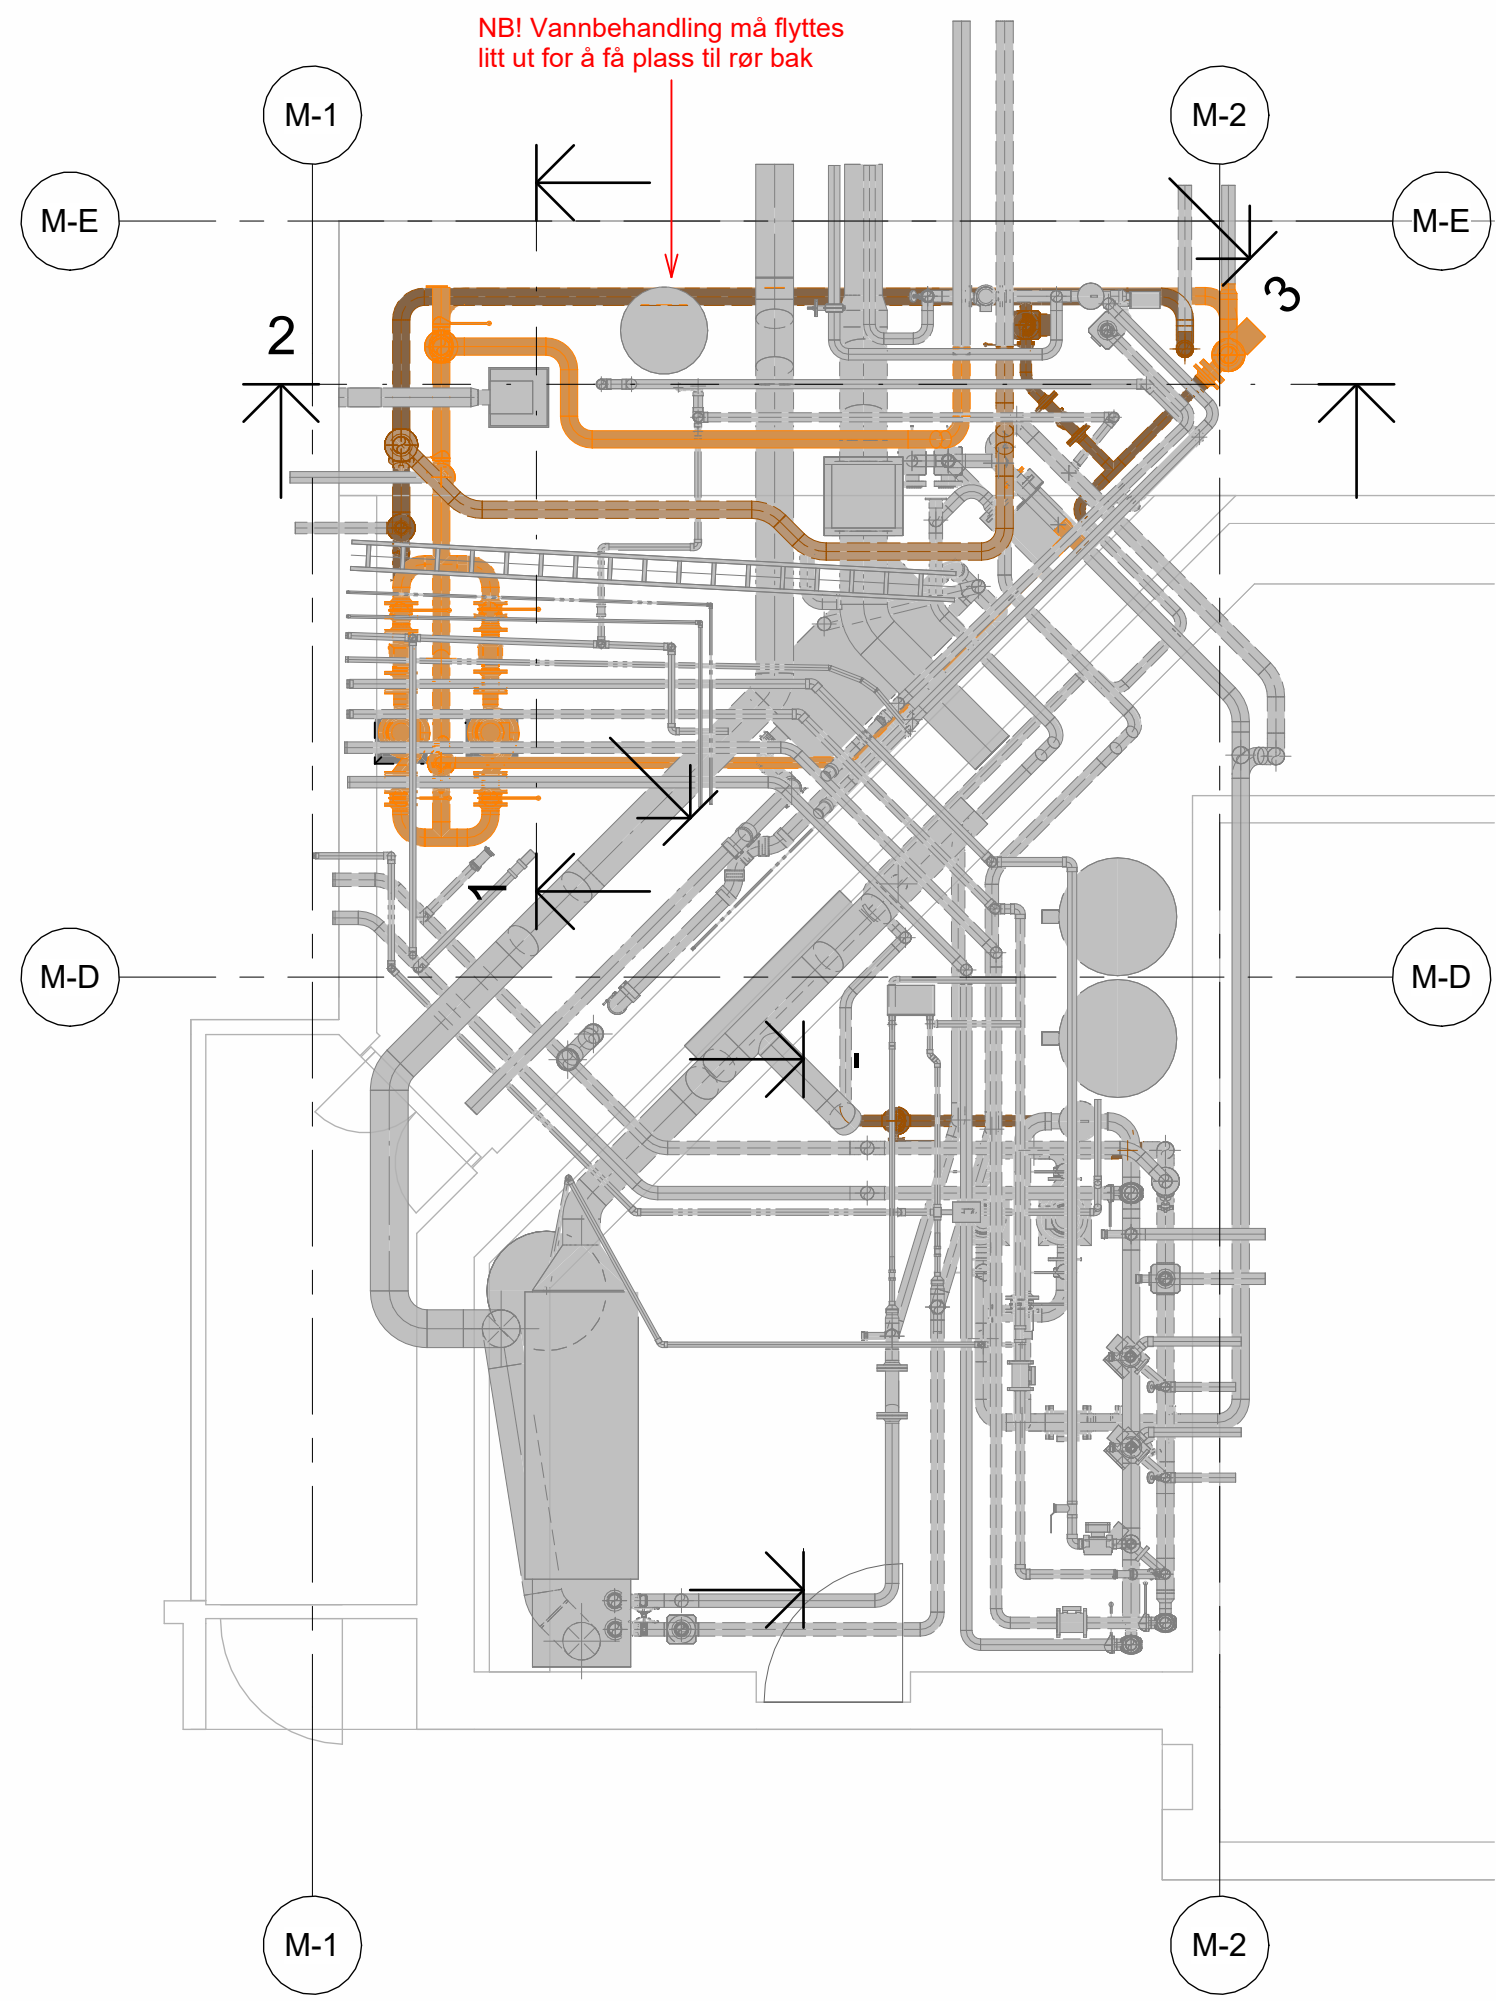 NB! Vannbehandling må flyttes
litt ut for å få plass til rør bak
M-1
M-2
M-E
M-E
3
2
1
M-D
M-D
M-1
M-2